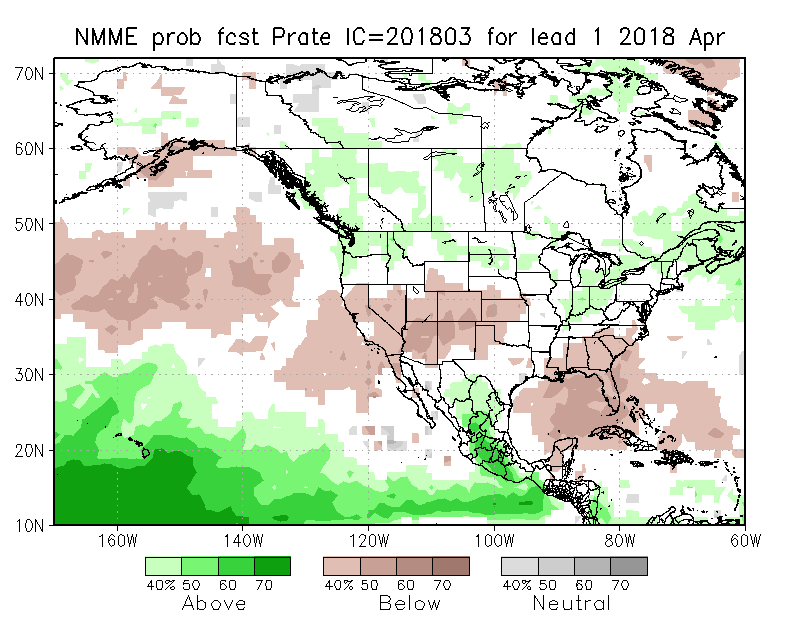 NMME prob fcst Prate IC=201803 for lead 1 2018 Apr
70N
60N
50N
40N
30N
20N
10N
160W 140W 120W 100W 80W 60W
40% 50 60 70 40% 50 60 70 40% 50 60 70
Above Below Neutral